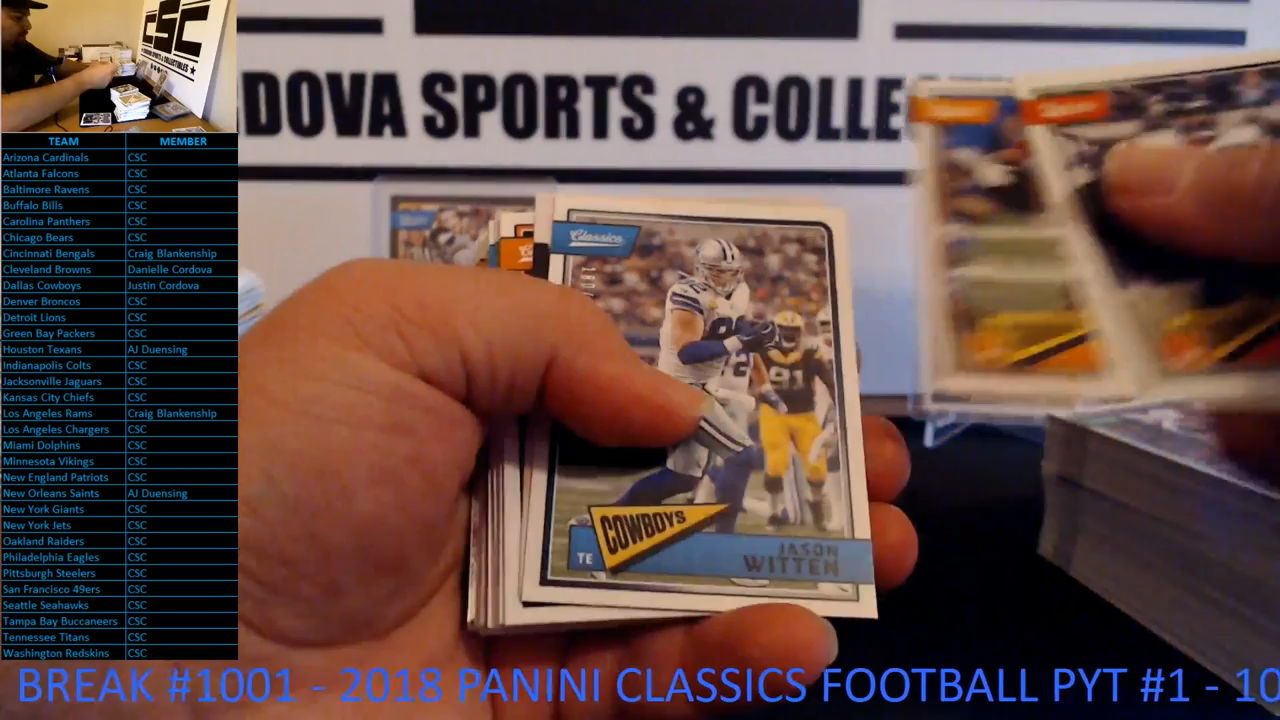 CSC
DOVA SPORTS & COLLE
TEAM MEMBER
Arizona Cardinals CSC
Atlanta Falcons CSC
Baltimore Ravens CSC
Buffalo Bills CSC
Carolina Panthers CSC
Chicago Bears CSC
Cincinnati Bengals Craig Blankenship
Cleveland Browns Danielle Cordova
Dallas Cowboys Justin Cordova
Denver Broncos CSC
Detroit Lions CSC
Green Bay Packers CSC
Houston Texans AJ Duensing
Indianapolis Colts CSC
Jacksonville Jaguars CSC
Kansas City Chiefs CSC
Los Angeles Rams Craig Blankenship
Los Angeles Chargers CSC
Miami Dolphins CSC
Minnesota Vikings CSC
New England Patriots CSC
New Orleans Saints AJ Duensing
New York Giants CSC
New York Jets CSC
Oakland Raiders CSC
Philadelphia Eagles CSC
Pittsburgh Steelers CSC
San Francisco 49ers CSC
Seattle Seahawks CSC
Tampa Bay Buccaneers CSC
Tennessee Titans CSC
Washington Redskins CSC
Classics
91
COWBOYS
TE
JASON
WITTEN
BREAK #1001 - 2018 PANINI CLASSICS FOOTBALL PYT #1 - 10